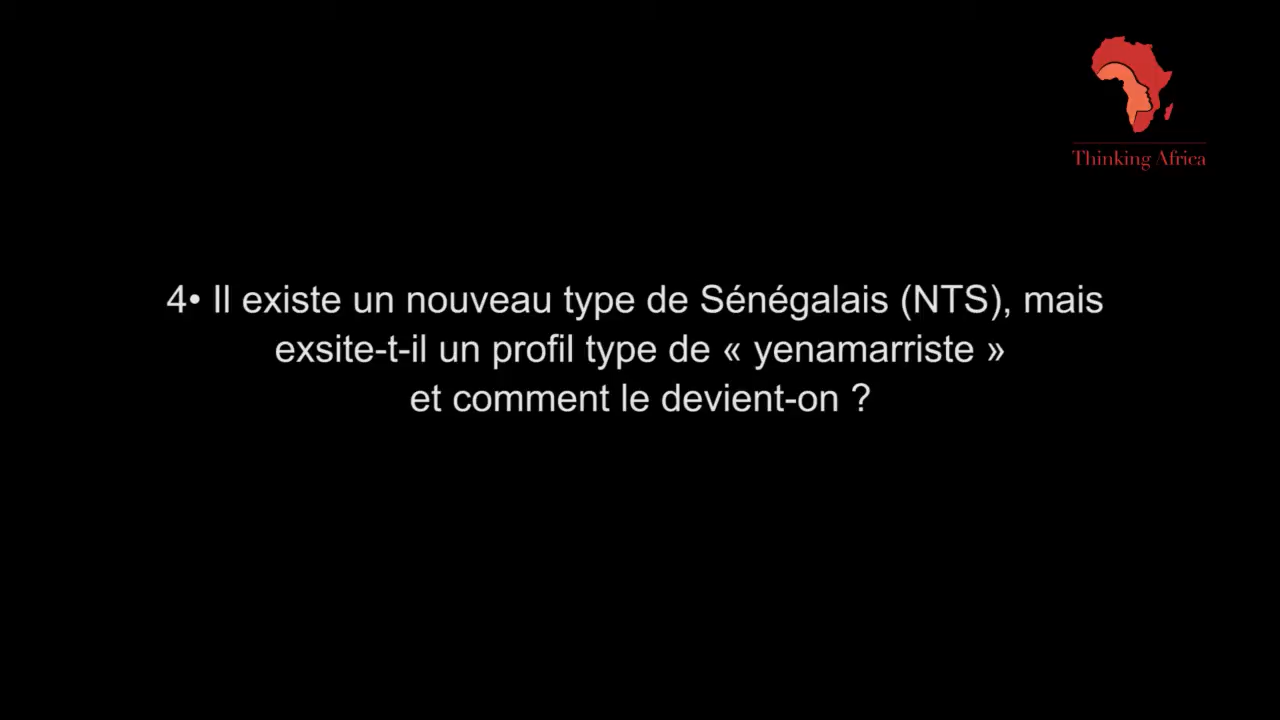 Thinking Africa
4• Il existe un nouveau type de Sénégalais (NTS), mais
exsite-t-il un profil type de « yenamarriste »
et comment le devient-on ?